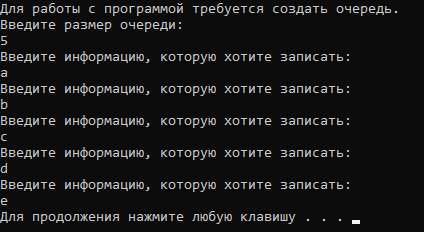 Для работы с программой требуется создать очередь.
Введите размер очереди:
5
Введите информацию, которую хотите записать:
a
Введите информацию, которую хотите записать:
b
Введите информацию, которую хотите записать:
c
Введите информацию, которую хотите записать:
d
Введите информацию, которую хотите записать:
e
Для продолжения нажмите любую клавишу . . .